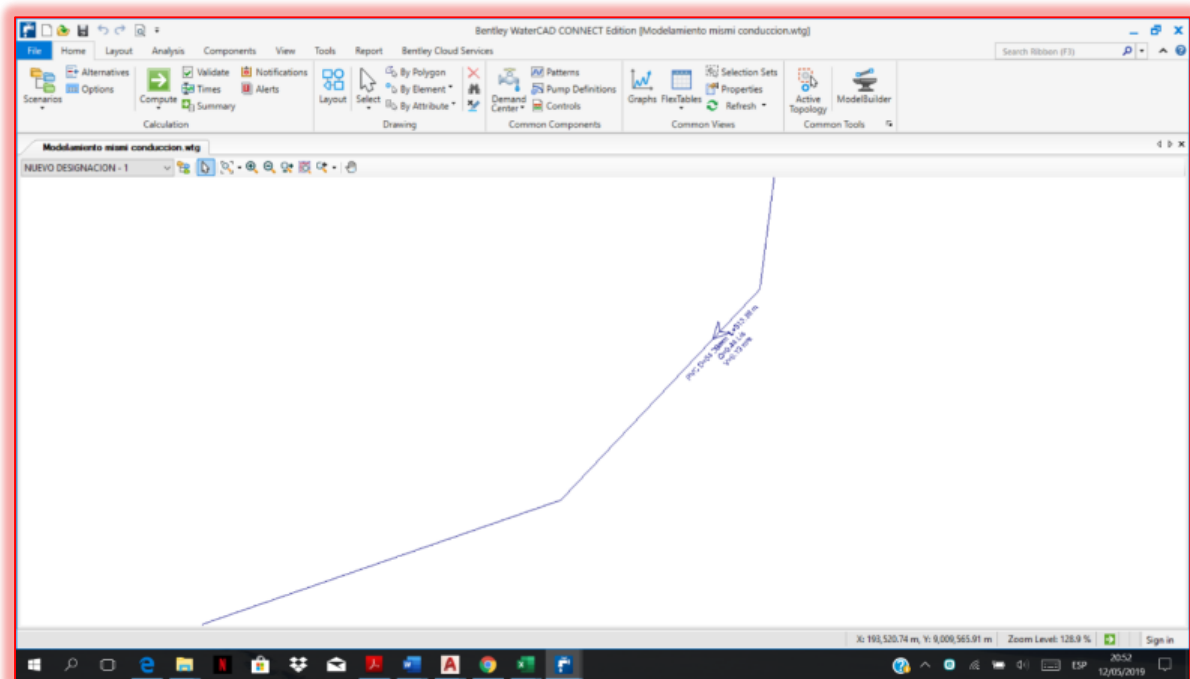 Bentley WaterCAD CONNECT Edition [Modelamiento mismi conduccion.wtg]
File Home Layout Analysis Components View Tools Report Bentley Cloud Services Search Ribbon (F3)
Scenarios
Alternatives
Options
Compute
Validate
Times
Summary
Notifications
Alerts
Calculation
Layout
Select
By Polygon
By Element
By Attribute
Drawing
Demand Center
Patterns
Pump Definitions
Controls
Common Components
Graphs
FlexTables
Selection Sets
Properties
Refresh
Common Views
Active Topology
ModelBuilder
Common Tools
Modelamiento mismi conduccion.wtg
NUEVO DESIGNACION - 1
X: 193,520.74 m, Y: 9,009,565.91 m Zoom Level: 128.9 % Sign in
ESP
20:52
12/05/2019